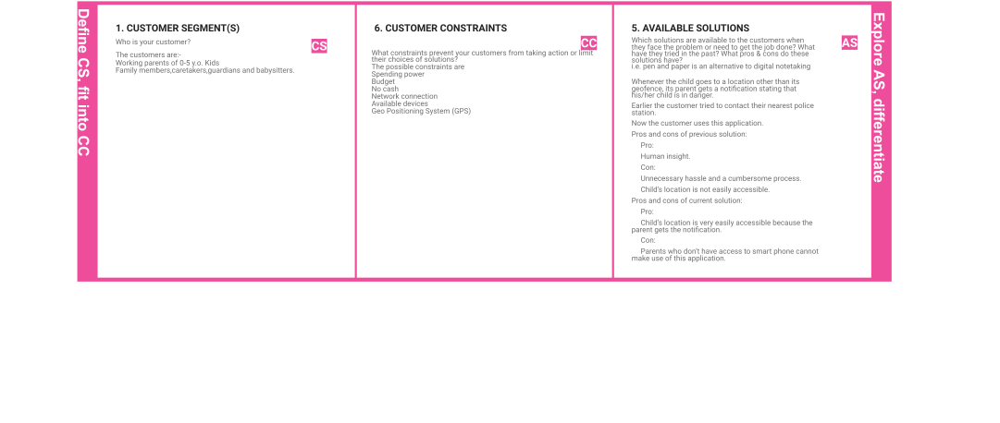 Define CS, fit into CC
1. CUSTOMER SEGMENT(S)
Who is your customer?
CS
The customers are:-
Working parents of 0-5 y.o. Kids
Family members,caretakers,guardians and babysitters.
6. CUSTOMER CONSTRAINTS
CC
What constraints prevent your customers from taking action or limit
their choices of solutions?
The possible constraints are
Spending power
Budget
No cash
Network connection
Available devices
Geo Positioning System (GPS)
5. AVAILABLE SOLUTIONS
AS
Which solutions are available to the customers when
they face the problem or need to get the job done? What
have they tried in the past? What pros & cons do these
solutions have?
i.e. pen and paper is an alternative to digital notetaking
Whenever the child goes to a location other than its
geofence, its parent gets a notification stating that
his/her child is in danger.
Earlier the customer tried to contact their nearest police
station.
Now the customer uses this application.
Pros and cons of previous solution:
Pro:
Human insight.
Con:
Unnecessary hassle and a cumbersome process.
Child's location is not easily accessible.
Pros and cons of current solution:
Pro:
Child's location is very easily accessible because the
parent gets the notification.
Con:
Parents who don't have access to smart phone cannot
make use of this application.
Explore AS, differentiate